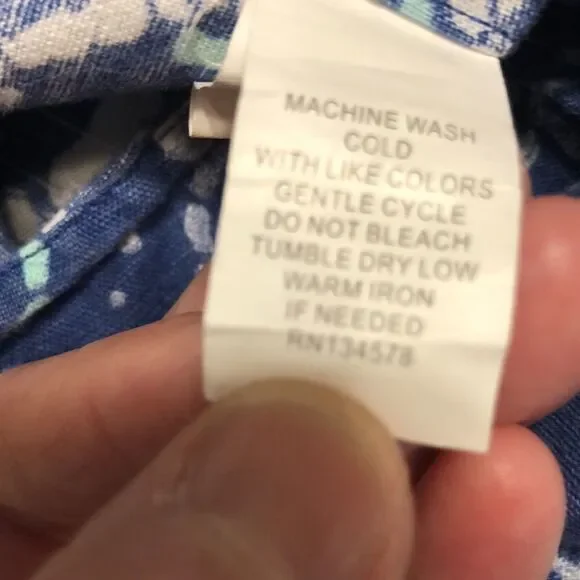 MACHINE WASH
COLD
WITH LIKE COLORS
GENTLE CYCLE
DO NOT BLEACH
TUMBLE DRY LOW
WARM IRON
IF NEEDED
RN134578